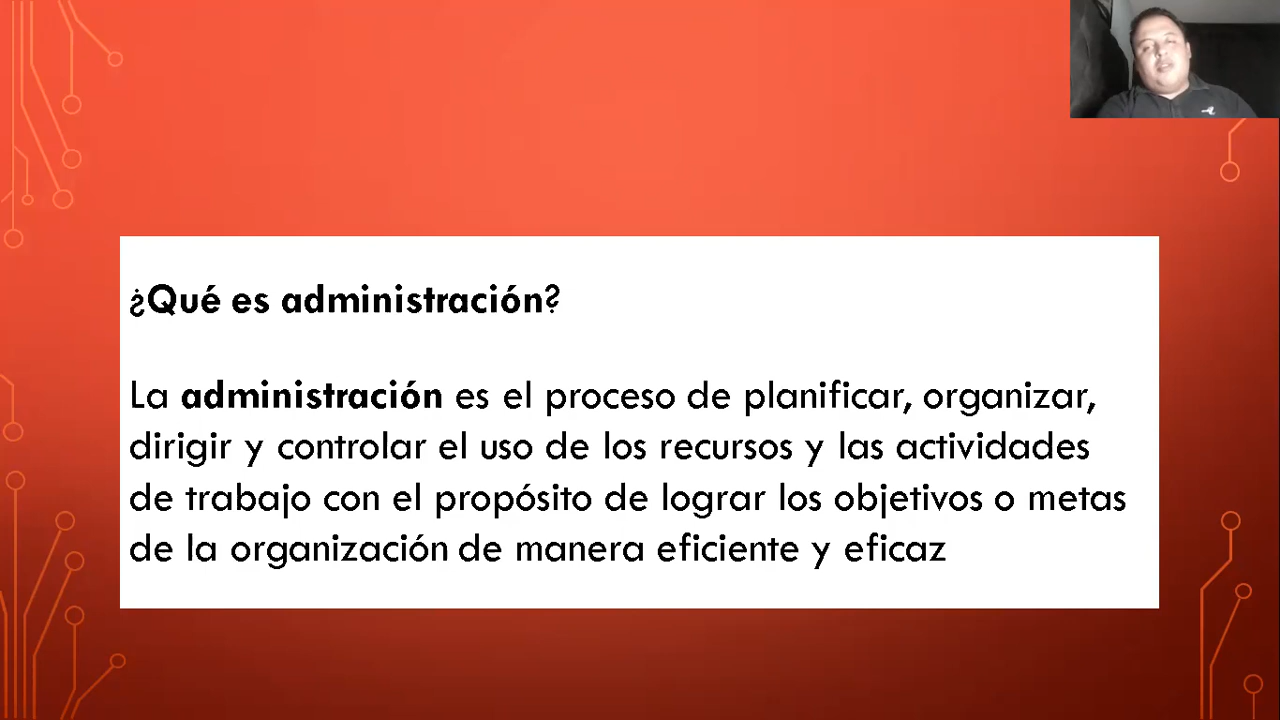 ¿Qué es administración?
La administración es el proceso de planificar, organizar,
dirigir y controlar el uso de los recursos y las actividades
de trabajo con el propósito de lograr los objetivos o metas
de la organización de manera eficiente y eficaz